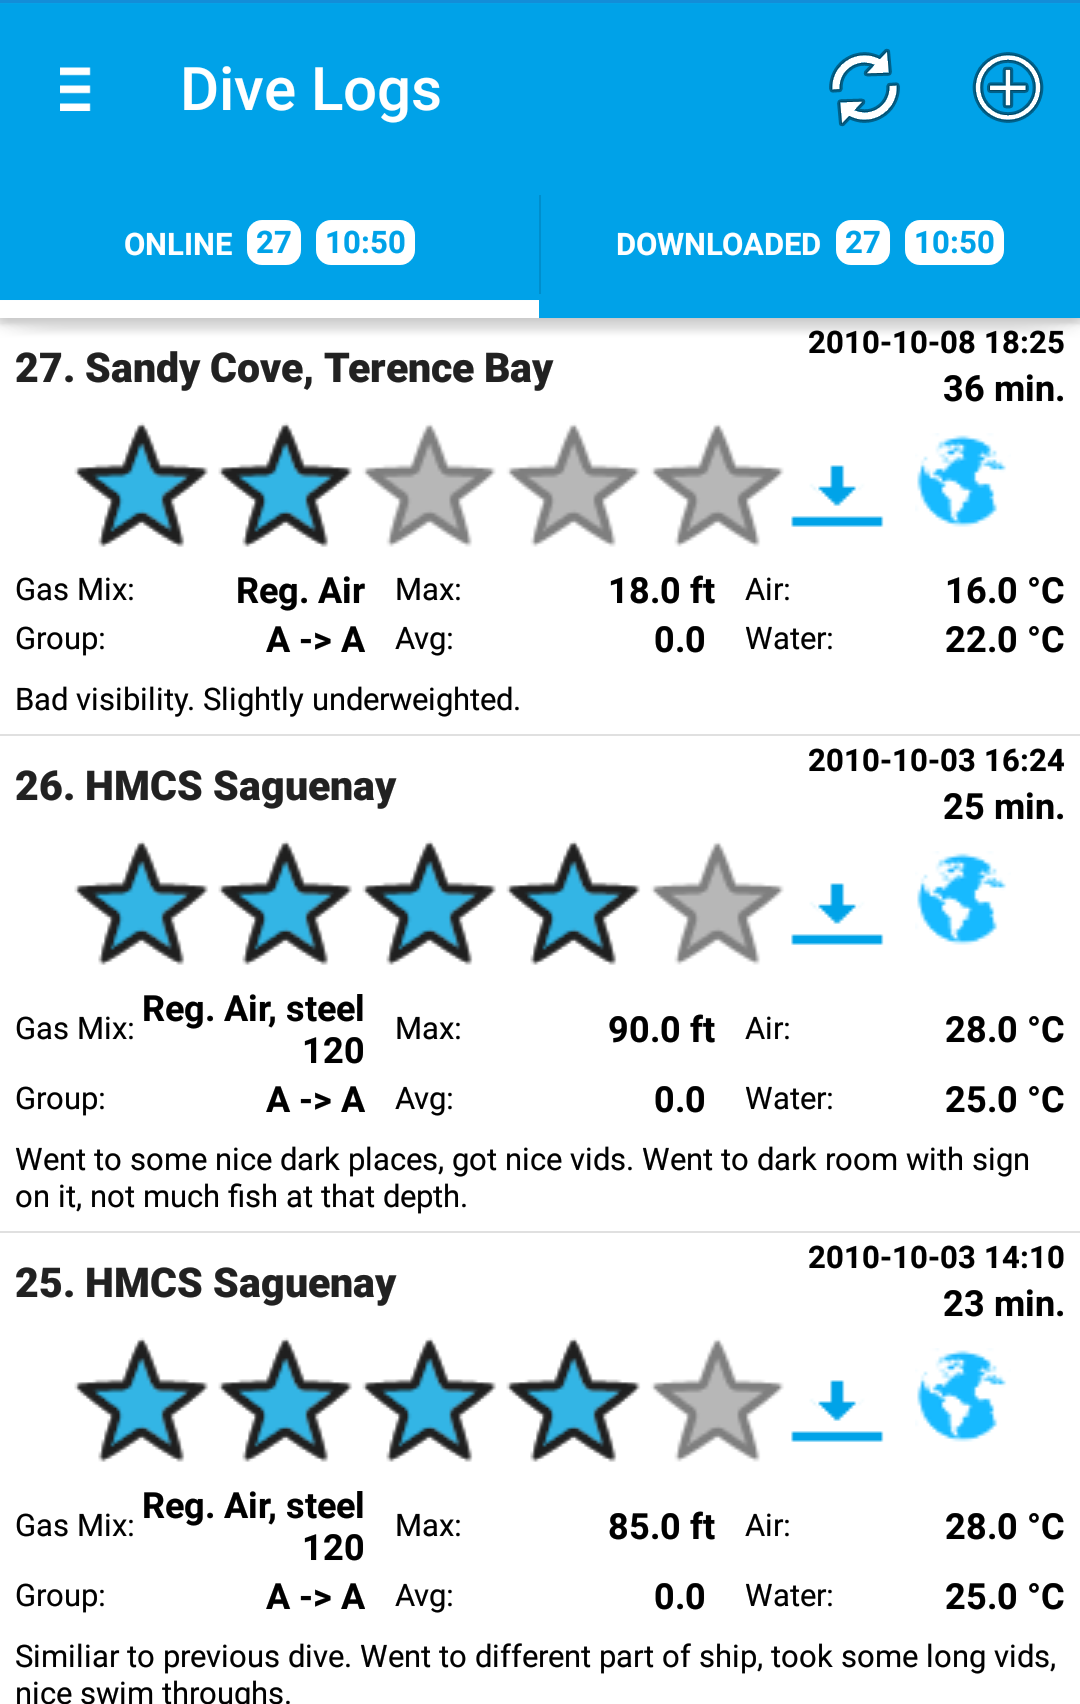 Dive Logs
ONLINE 27 10:50 DOWNLOADED 27 10:50
27. Sandy Cove, Terence Bay 2010-10-08 18:25
36 min.
Gas Mix: Reg. Air Max: 18.0 ft Air: 16.0 °C
Group: A -> A Avg: 0.0 Water: 22.0 °C
Bad visibility. Slightly underweighted.
26. HMCS Saguenay 2010-10-03 16:24
25 min.
Gas Mix: Reg. Air, steel 120 Max: 90.0 ft Air: 28.0 °C
Group: A -> A Avg: 0.0 Water: 25.0 °C
Went to some nice dark places, got nice vids. Went to dark room with sign
on it, not much fish at that depth.
25. HMCS Saguenay 2010-10-03 14:10
23 min.
Gas Mix: Reg. Air, steel 120 Max: 85.0 ft Air: 28.0 °C
Group: A -> A Avg: 0.0 Water: 25.0 °C
Similiar to previous dive. Went to different part of ship, took some long vids,
nice swim throughs.